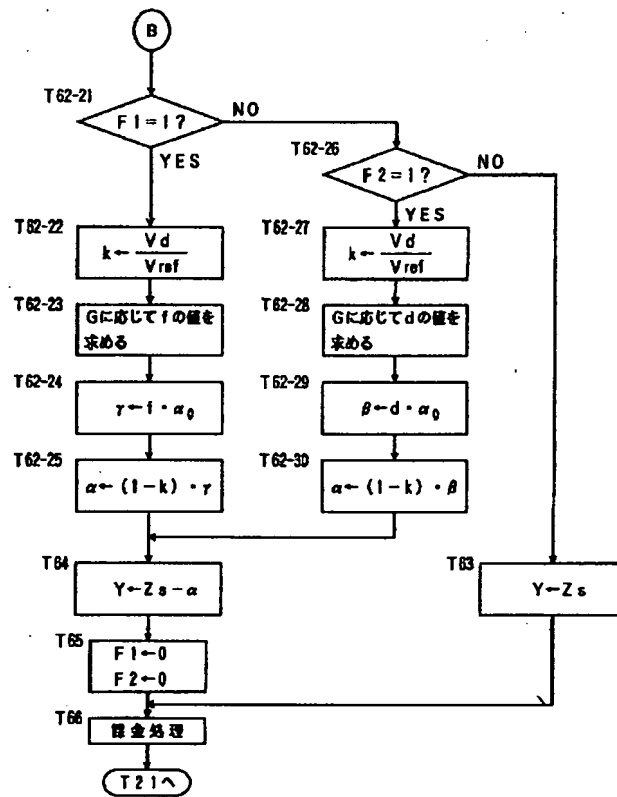 B
T62-21
F1=1?
NO
YES
T62-26
F2=1?
NO
YES
T62-22
k←Vd/Vref
T62-27
k←Vd/Vref
T62-23
Gに応じてfの値を
求める
T62-28
Gに応じてdの値を
求める
T62-24
γ←f・α0
T62-29
β←d・α0
T62-25
α←(1-k)・γ
T62-30
α←(1-k)・β
T64
Y←Zs-α
T63
Y←Zs
T65
F1←0
F2←0
T66
課金処理
T21へ